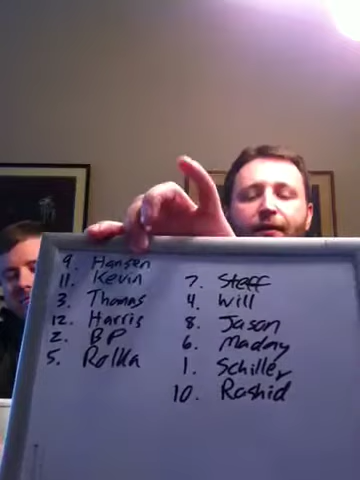 9. Hansen
11. Kevin
3. Thomas
12. Harris
2. BP
5. Rolka
7. Steff
4. Will
8. Jason
6. Madny
1. Schiller
10. Rashid